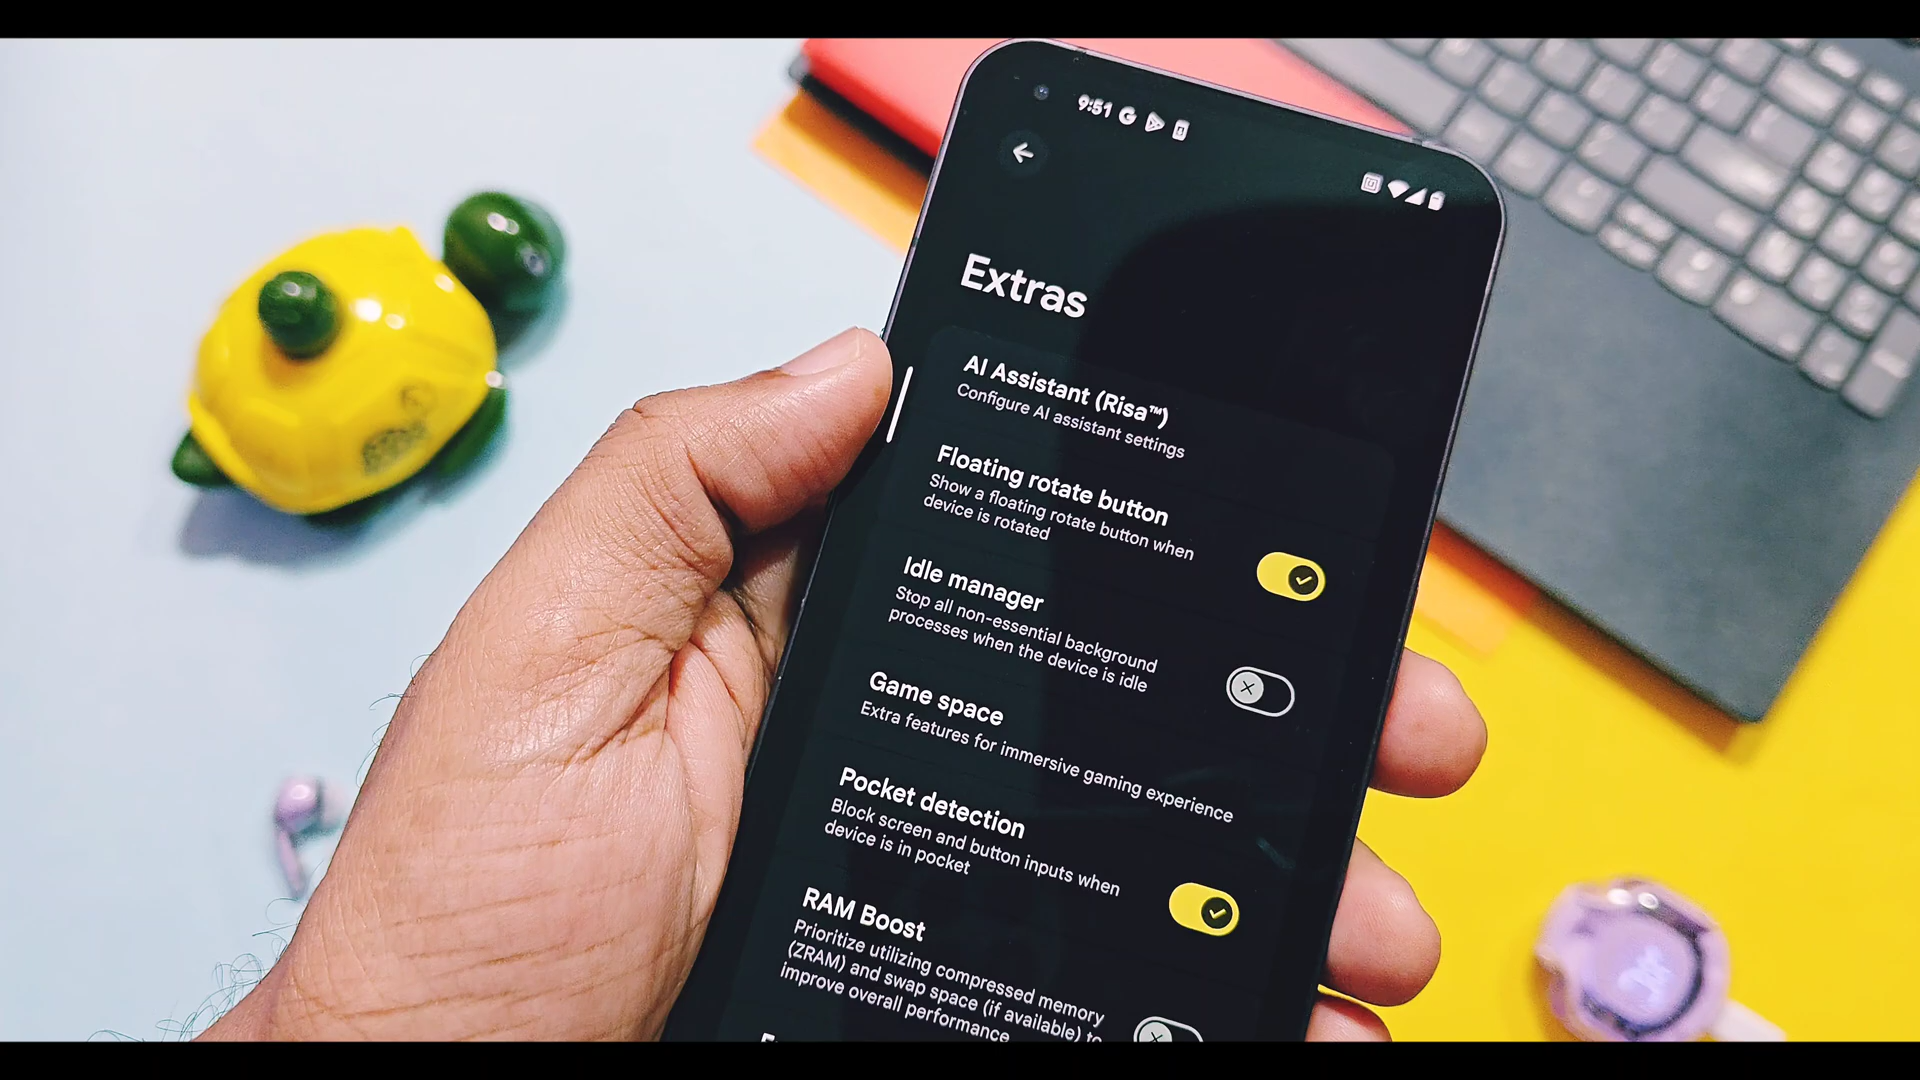 9:51
Extras
AI Assistant (Risa™)
Configure AI assistant settings
Floating rotate button
Show a floating rotate button when
device is rotated
Idle manager
Stop all non-essential background
processes when the device is idle
Game space
Extra features for immersive gaming experience
Pocket detection
Block screen and button inputs when
device is in pocket
RAM Boost
Prioritize utilizing compressed memory
(ZRAM) and swap space (if available) to
improve overall performance